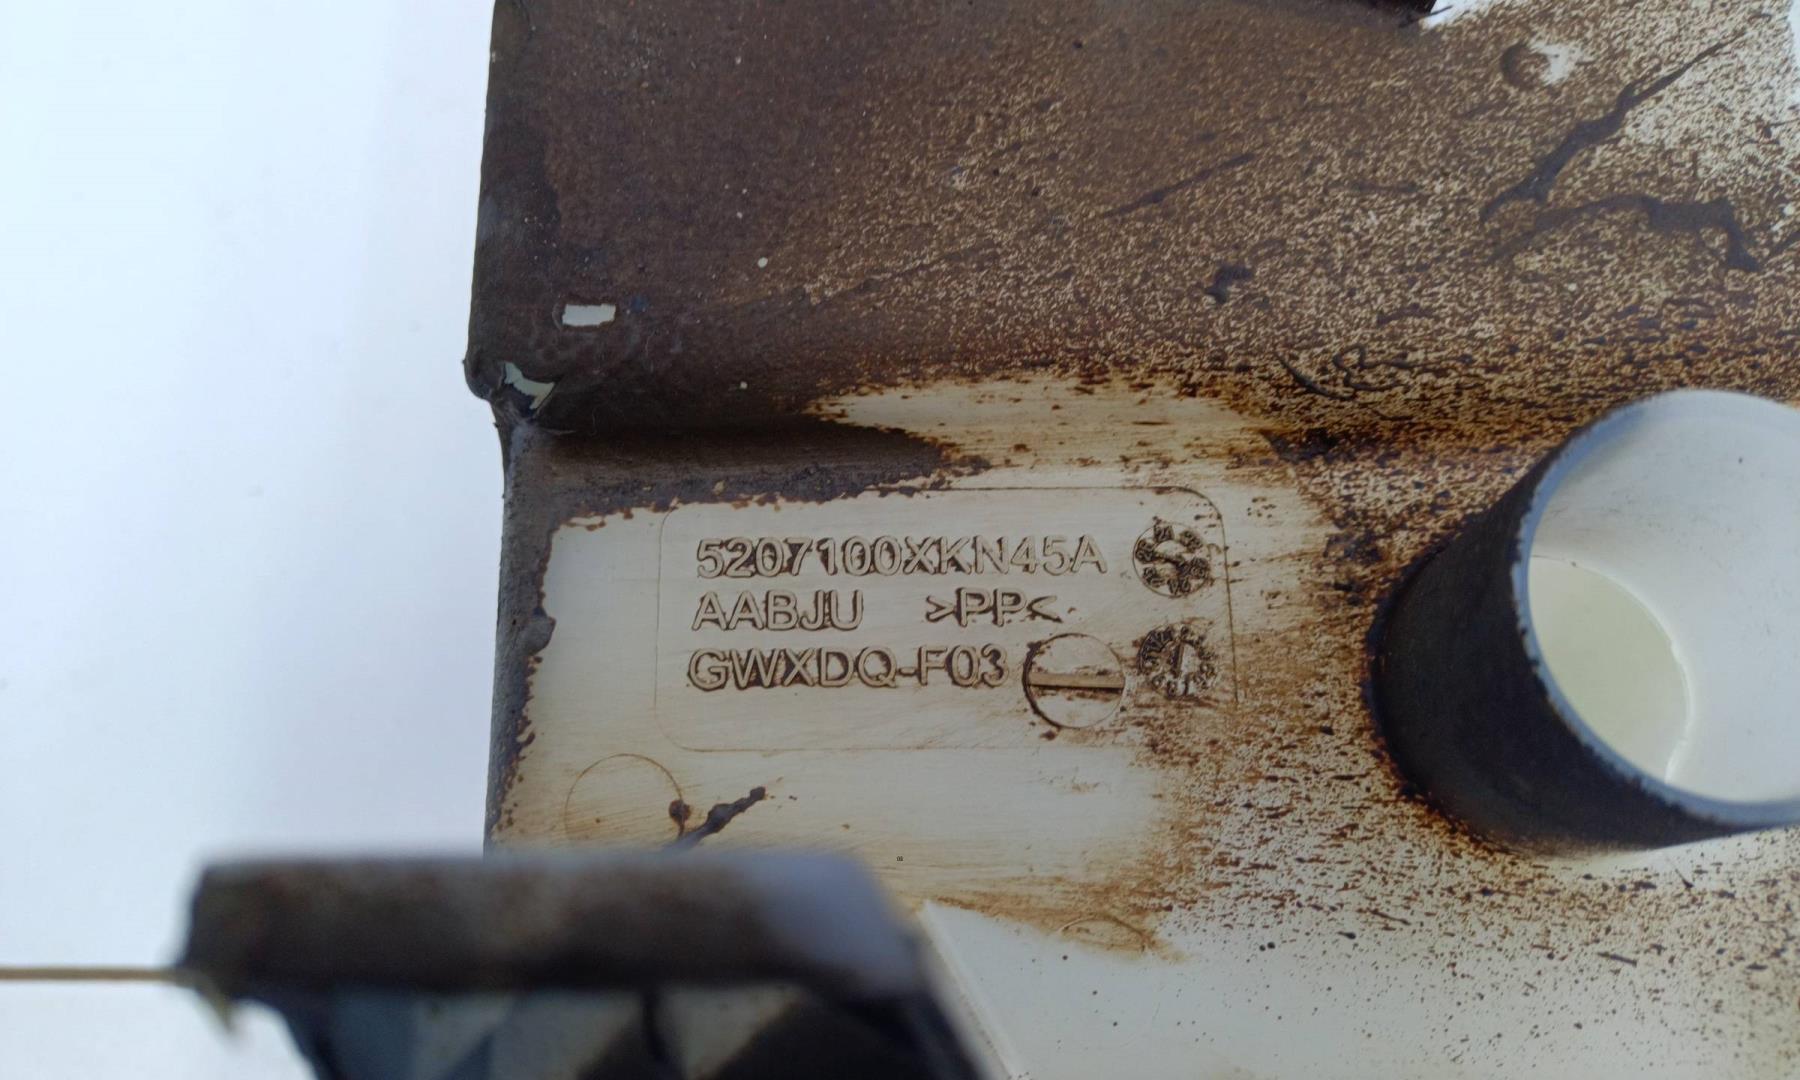 5207100XKN45A
AABJU >PP<
GWXDQ-F03